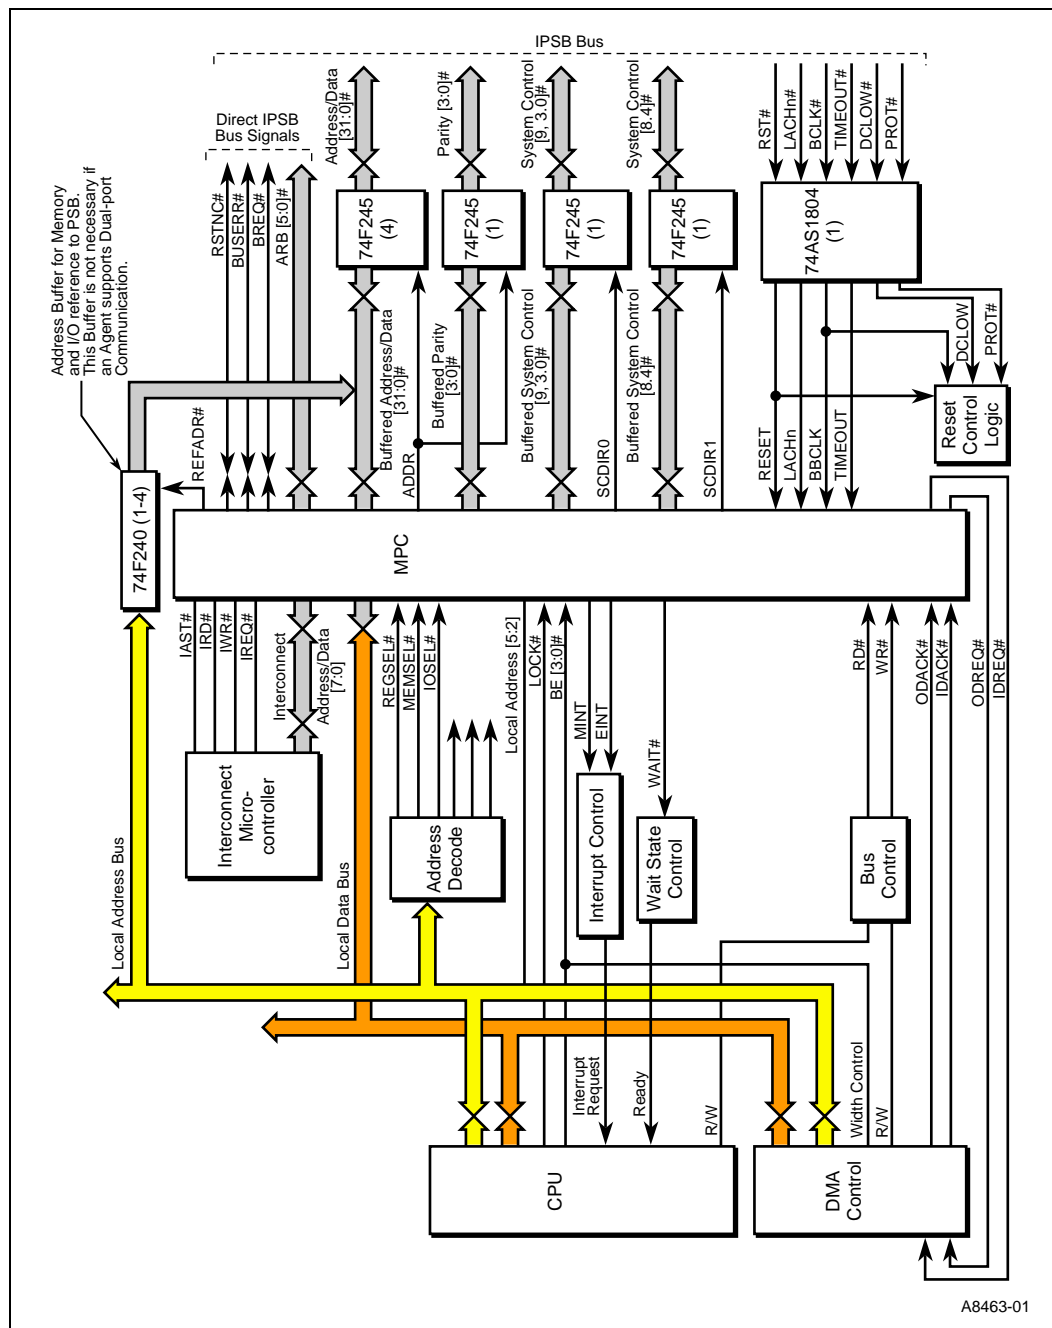 IPSB Bus
Direct IPSB
Bus Signals
Address Buffer for Memory
and I/O reference to PSB.
This Buffer is not necessary if
an Agent supports Dual-port
Communication.
RSTNC#
BUSERR#
BREQ#
ARB [5:0]#
Address/Data
[31:0]#
Parity [3:0]#
System Control
[9, 3.0]#
System Control
[8.4]#
RST#
LACHn#
BCLK#
TIMEOUT#
DCLOW#
PROT#
74F245
(4)
74F245
(1)
74F245
(1)
74F245
(1)
74AS1804
(1)
REFADR#
Buffered Address/Data
[31:0]#
ADDR
Buffered Parity
[3:0]#
Buffered System Control
[9, 3.0]#
SCDIR0
Buffered System Control
[8.4]#
SCDIR1
RESET
LACHn
BBCLK
TIMEOUT
DCLOW
PROT#
Reset
Control
Logic
74F240 (1-4)
MPC
IAST#
IRD#
IWR#
IREQ#
Interconnect
Address/Data
[7:0]
REGSEL#
MEMSEL#
IOSEL#
Local Address [5:2]
LOCK#
BE [3:0]#
MINT
EINT
WAIT#
RD#
WR#
ODACK#
IDACK#
ODREQ#
IDREQ#
Interconnect
Micro-
controller
Address
Decode
Interrupt Control
Wait State
Control
Bus
Control
Local Address Bus
Local Data Bus
Interrupt
Request
Ready
R/W
Width Control
R/W
CPU
DMA
Control
A8463-01